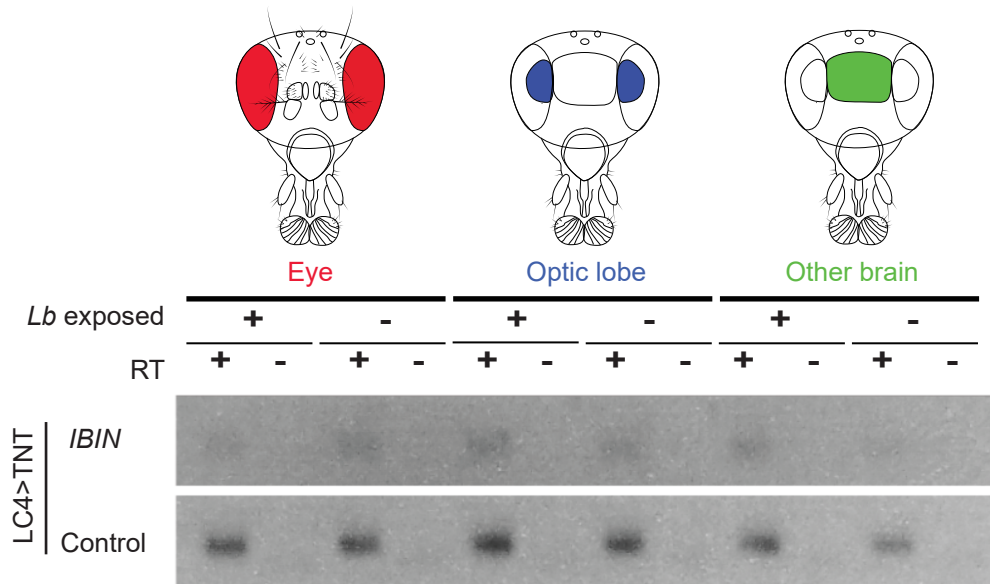 Eye Optic lobe Other brain
Lb exposed + - + - + -
RT + - + - + - + - + - + -
LC4>TNT
IBIN
Control